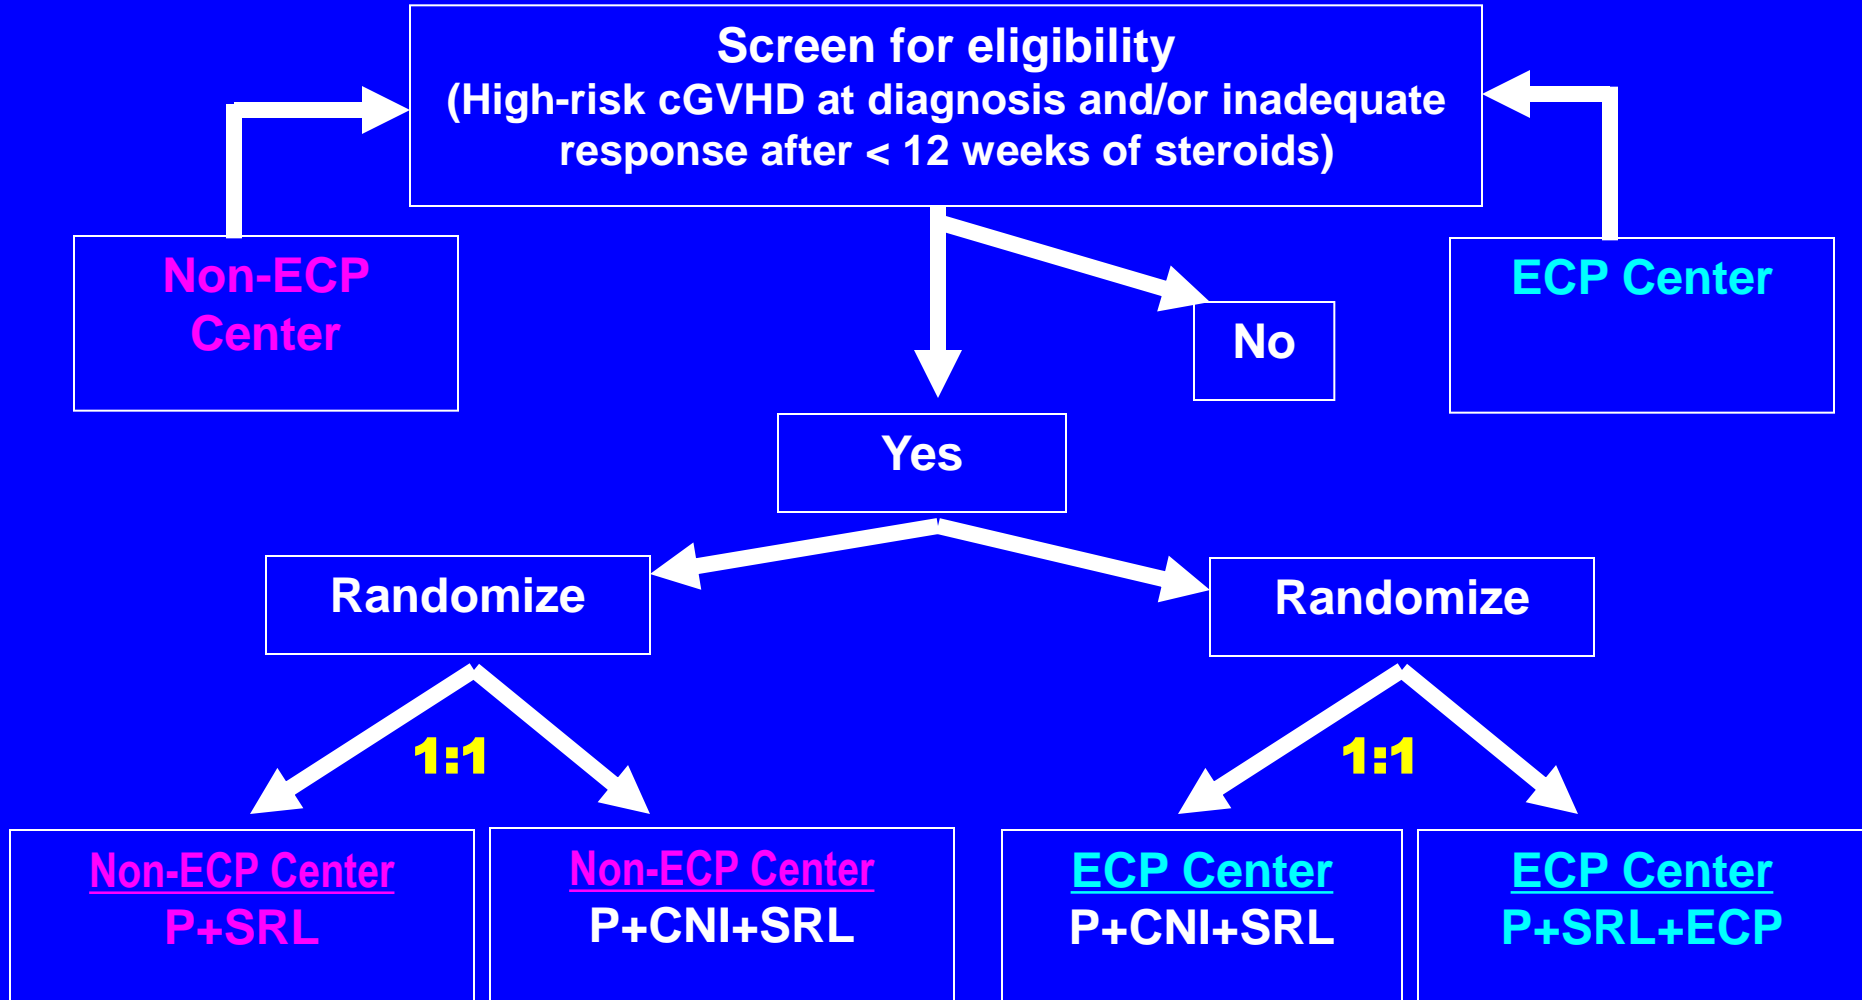 Screen for eligibility
(High-risk cGVHD at diagnosis and/or inadequate
response after < 12 weeks of steroids)
Non-ECP
Center
ECP Center
No
Yes
Randomize
Randomize
1:1
1:1
Non-ECP Center
P+SRL
Non-ECP Center
P+CNI+SRL
ECP Center
P+CNI+SRL
ECP Center
P+SRL+ECP